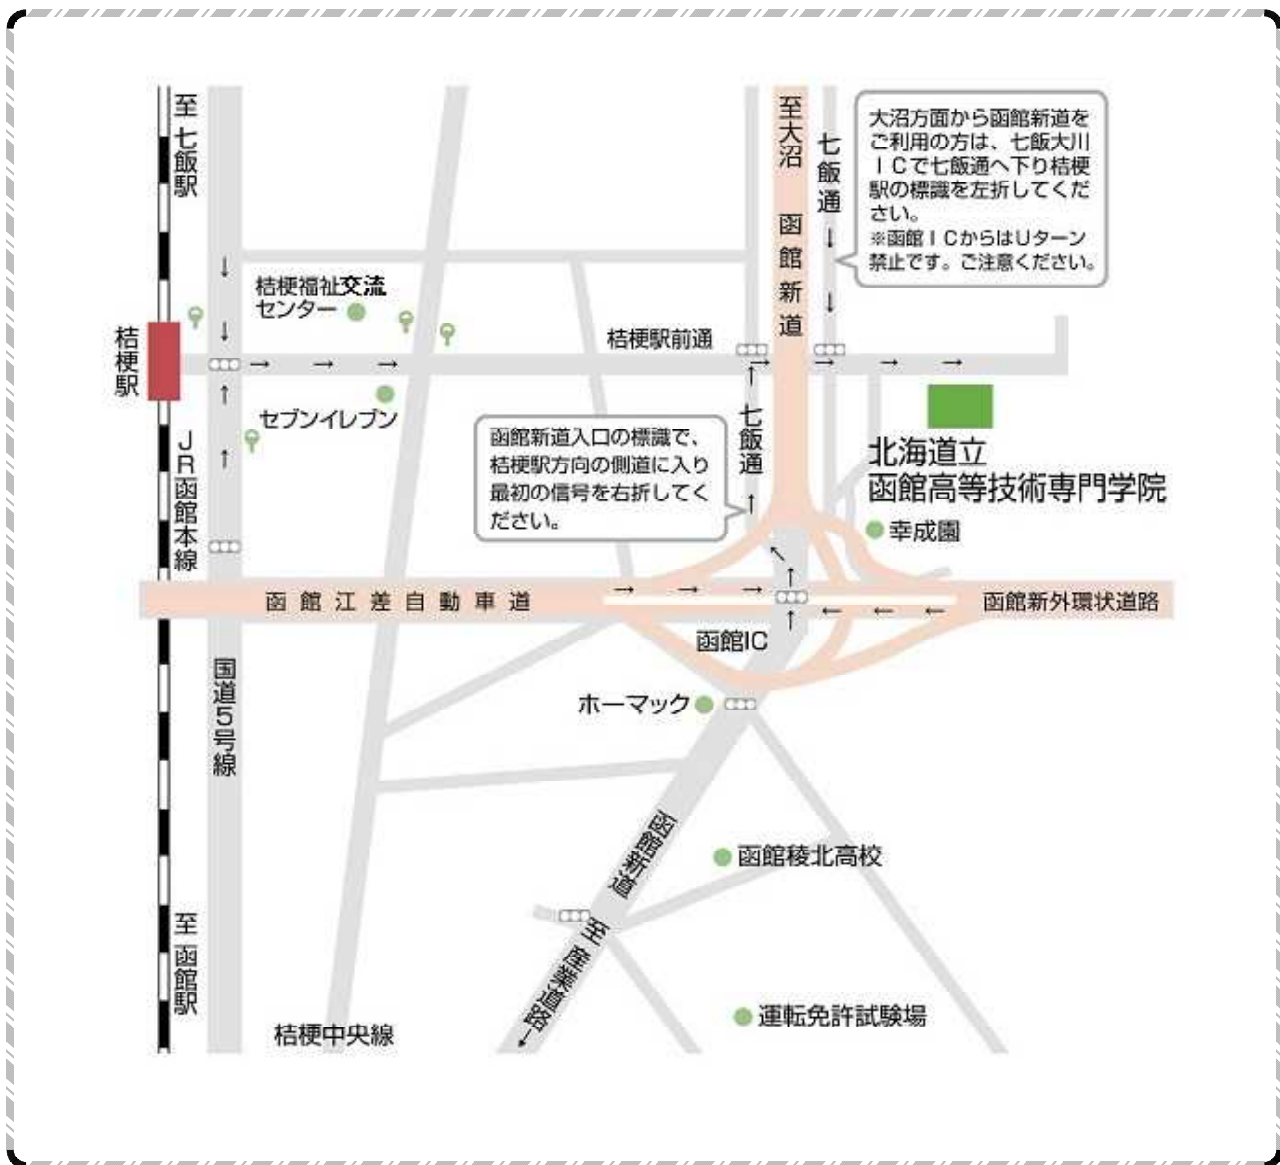 至 七飯駅
至大沼
函館新道
七飯通
大沼方面から函館新道を
ご利用の方は、七飯大川
ＩＣで七飯通へ下り桔梗
駅の標識を左折してくだ
さい。
※函館ＩＣからはUターン
禁止です。ご注意ください。
↓
↓
↓
↓
桔梗福祉交流
センター
桔梗駅
桔梗駅前通
→ → → → → → →
↑
↑
↑
セブンイレブン
七飯通
↑
函館新道入口の標識で、
桔梗駅方向の側道に入り
最初の信号を右折してく
ださい。
ＪＲ函館本線
北海道立
函館高等技術専門学院
幸成園
↖
↑
函館江差自動車道
→ → →
← ← ←
函館新外環状道路
↑
函館IC
国道5号線
ホーマック
函館新道
函館稜北高校
至 函館駅
至 産業道路
↓
運転免許試験場
桔梗中央線